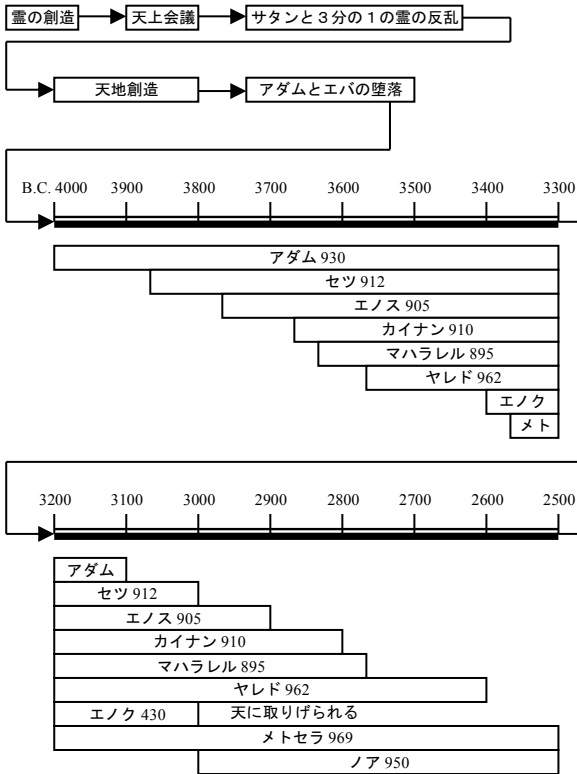 霊の創造 天上会議 サタンと３分の１の霊の反乱
天地創造 アダムとエバの堕落
B.C. 4000 3900 3800 3700 3600 3500 3400 3300
アダム 930
セツ 912
エノス 905
カイナン 910
マハラレル 895
ヤレド 962
エノク
メト
3200 3100 3000 2900 2800 2700 2600 2500
アダム
セツ 912
エノス 905
カイナン 910
マハラレル 895
ヤレド 962
エノク 430 天に取りげられる
メトセラ 969
ノア 950